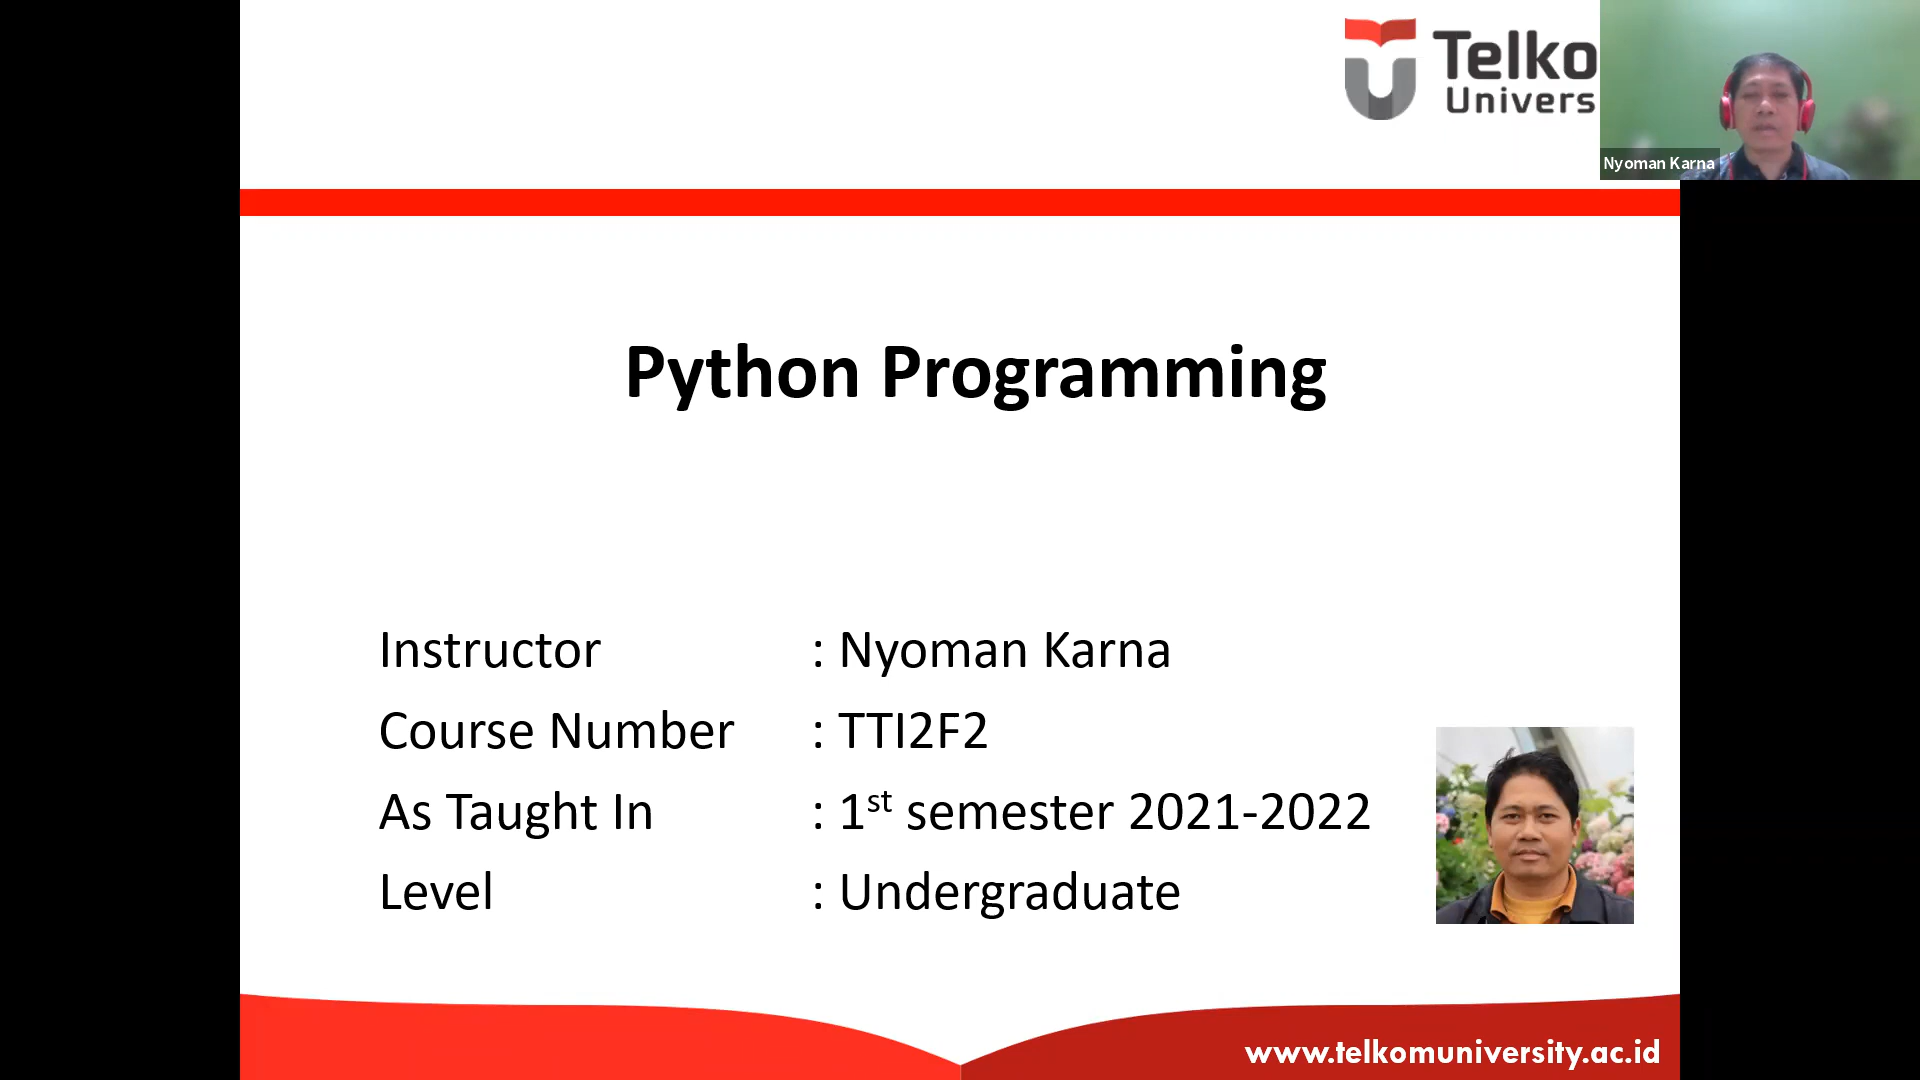 Telko
Univers
Nyoman Karna
Python Programming
Instructor : Nyoman Karna
Course Number : TTI2F2
As Taught In : 1st semester 2021-2022
Level : Undergraduate
www.telkomuniversity.ac.id